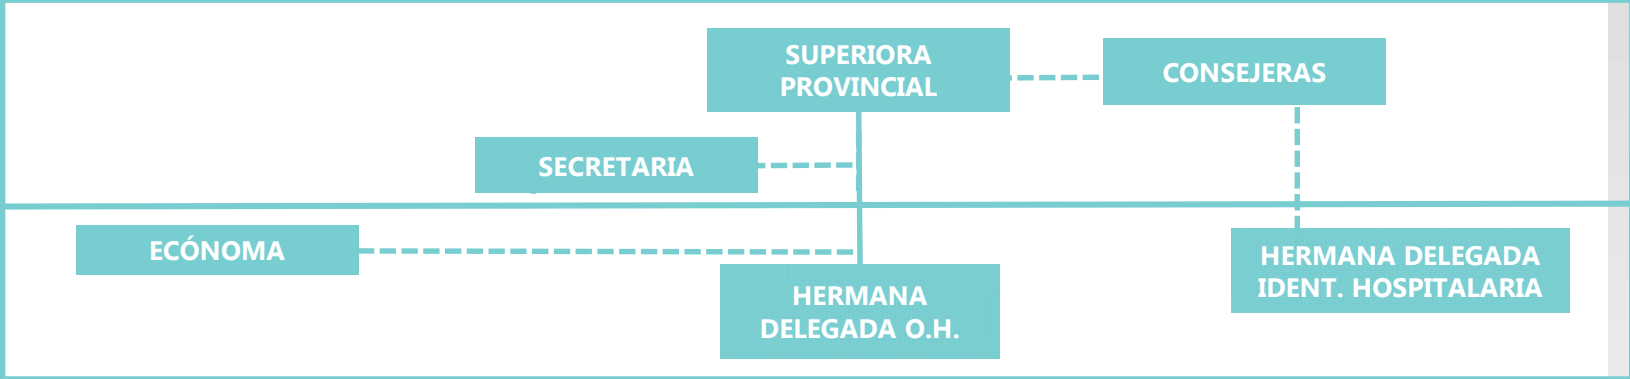 SUPERIORA
PROVINCIAL
CONSEJERAS
SECRETARIA
ECÓNOMA
HERMANA DELEGADA
IDENT. HOSPITALARIA
HERMANA
DELEGADA O.H.